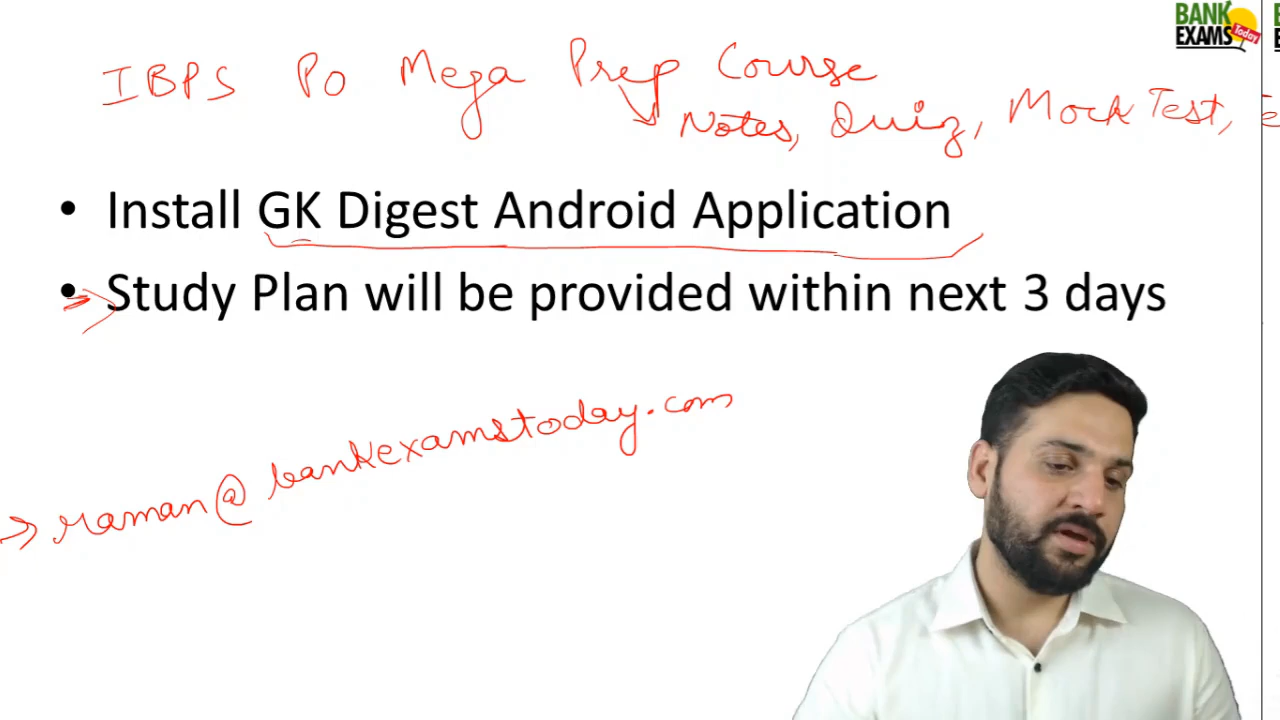 BANK
EXAMS Today
IBPS PO Mega Prep Course
Notes, Quiz, Mock Test,
• Install GK Digest Android Application
• Study Plan will be provided within next 3 days
raman@bankexamstoday.com